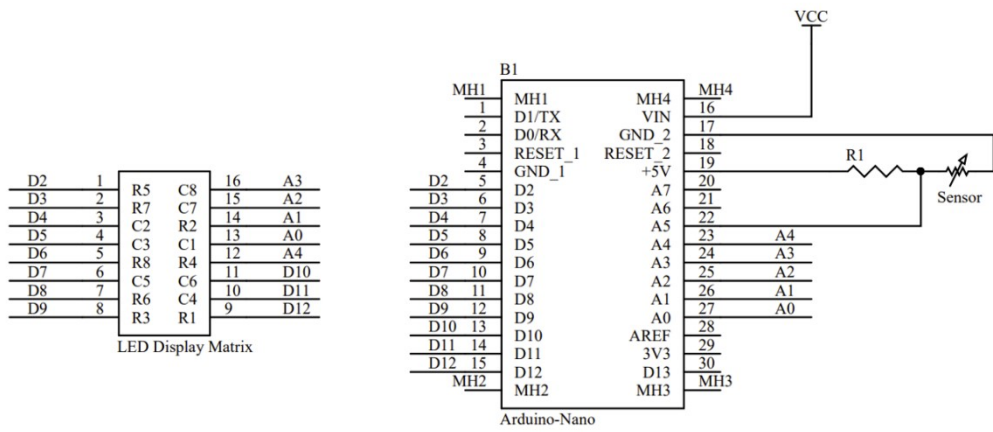 VCC
B1
MH1 MH1 MH4 MH4
1 D1/TX VIN 16
2 D0/RX GND_2 17
3 RESET_1 RESET_2 18
4 GND_1 +5V 19 R1
D2 5 D2 A7 20
D3 6 D3 A6 21 Sensor
D4 7 D4 A5 22
D5 8 D5 A4 23 A4
D6 9 D6 A3 24 A3
D7 10 D7 A2 25 A2
D8 11 D8 A1 26 A1
D9 12 D9 A0 27 A0
D10 13 D10 AREF 28
D11 14 D11 3V3 29
D12 15 D12 D13 30
MH2 MH2 MH3 MH3
Arduino-Nano
D2 1 R5 C8 16 A3
D3 2 R7 C7 15 A2
D4 3 C2 R2 14 A1
D5 4 C3 C1 13 A0
D6 5 R8 R4 12 A4
D7 6 C5 C6 11 D10
D8 7 R6 C4 10 D11
D9 8 R3 R1 9 D12
LED Display Matrix